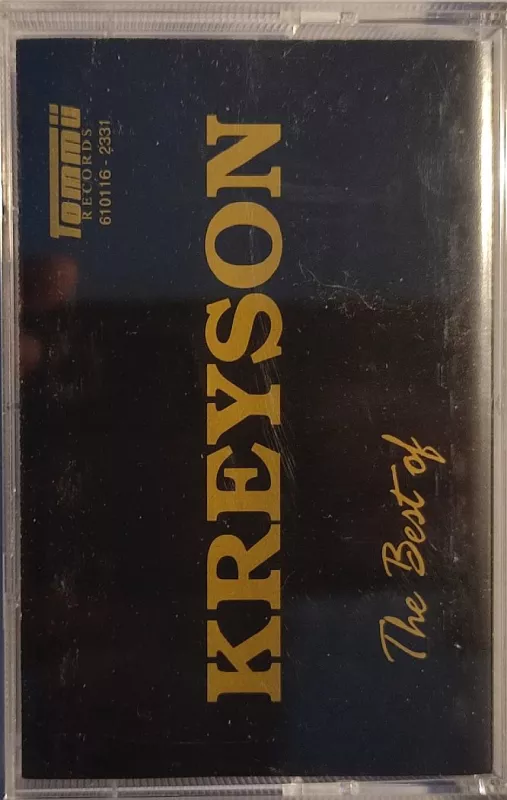 Tommü
RECORDS
610116 - 2331
KREYSON
The Best of